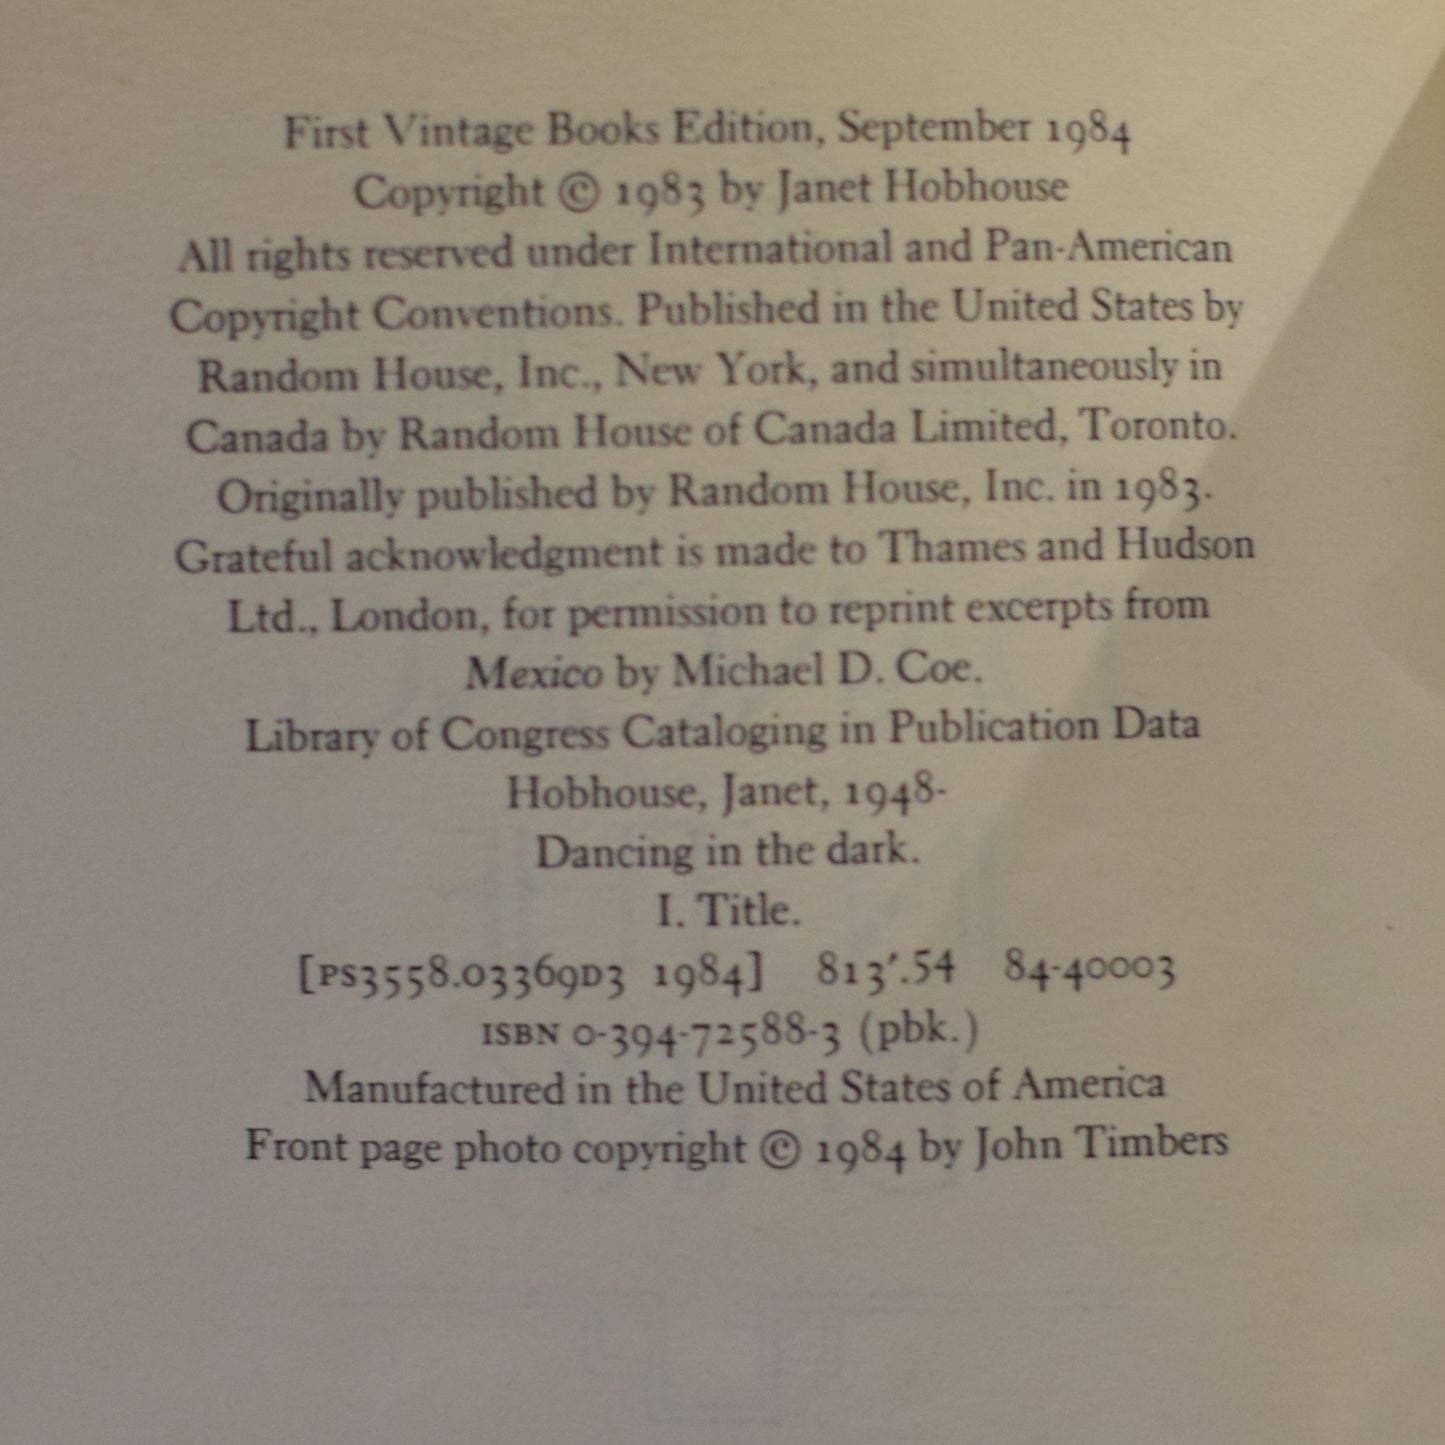 First Vintage Books Edition, September 1984
Copyright © 1983 by Janet Hobhouse
All rights reserved under International and Pan-American
Copyright Conventions. Published in the United States by
Random House, Inc., New York, and simultaneously in
Canada by Random House of Canada Limited, Toronto.
Originally published by Random House, Inc. in 1983.
Grateful acknowledgment is made to Thames and Hudson
Ltd., London, for permission to reprint excerpts from
Mexico by Michael D. Coe.
Library of Congress Cataloging in Publication Data
Hobhouse, Janet, 1948-
Dancing in the dark.
I. Title.
[PS3558.03369D3 1984] 813′.54 84-40003
ISBN 0-394-72588-3 (pbk.)
Manufactured in the United States of America
Front page photo copyright © 1984 by John Timbers